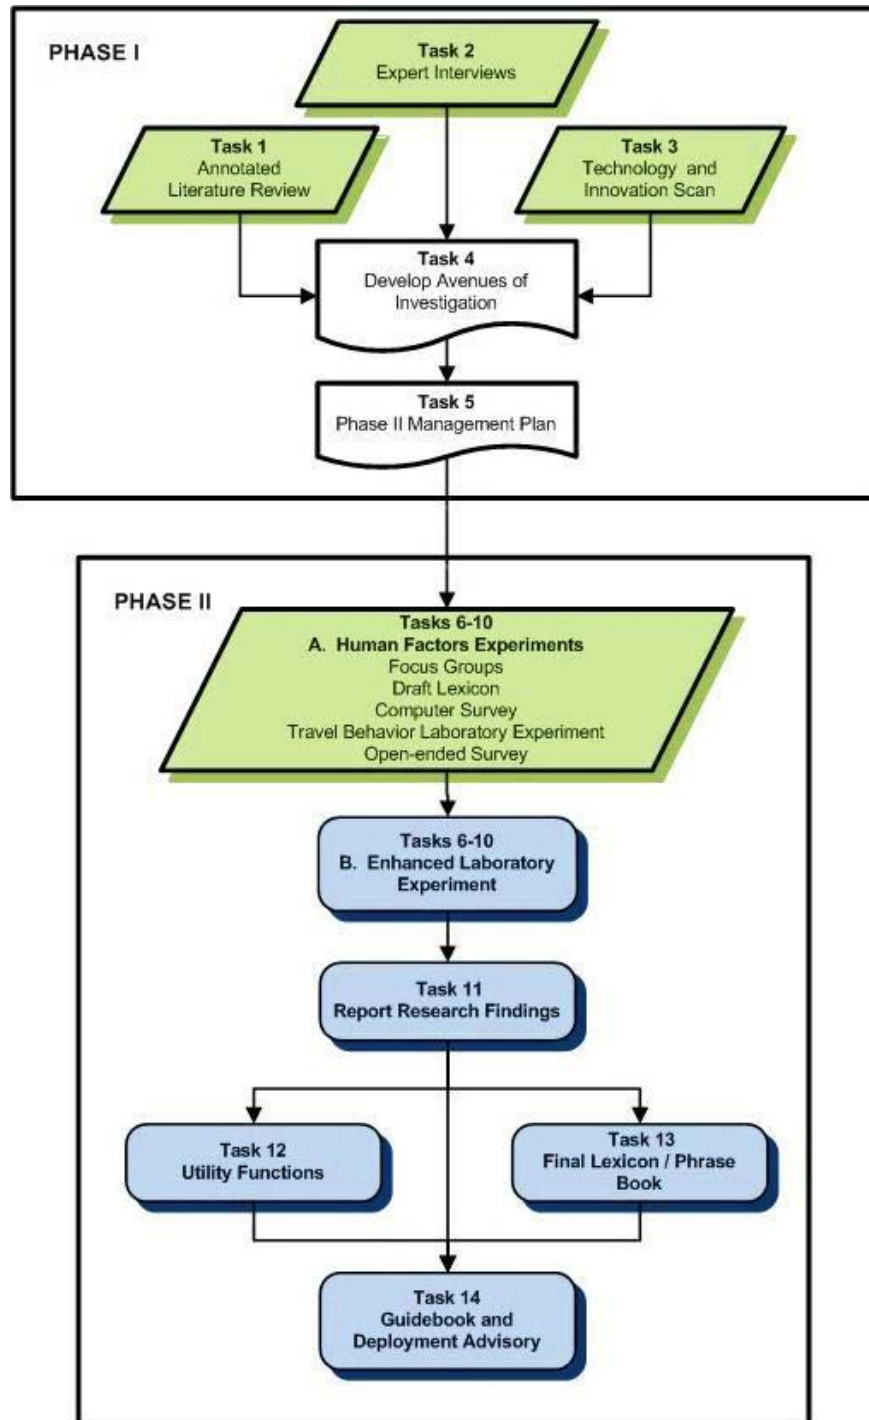 PHASE I
Task 2
Expert Interviews
Task 1
Annotated
Literature Review
Task 3
Technology and
Innovation Scan
Task 4
Develop Avenues of
Investigation
Task 5
Phase II Management Plan
PHASE II
Tasks 6-10
A. Human Factors Experiments
Focus Groups
Draft Lexicon
Computer Survey
Travel Behavior Laboratory Experiment
Open-ended Survey
Tasks 6-10
B. Enhanced Laboratory
Experiment
Task 11
Report Research Findings
Task 12
Utility Functions
Task 13
Final Lexicon / Phrase
Book
Task 14
Guidebook and
Deployment Advisory